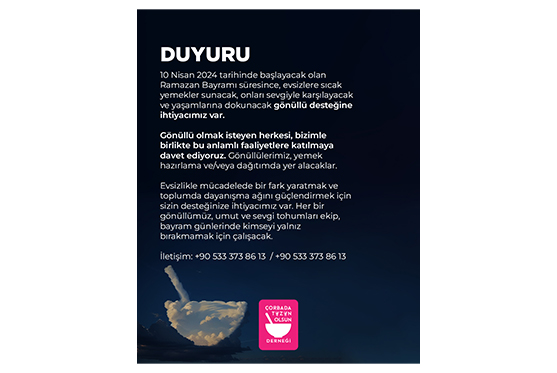 DUYURU
10 Nisan 2024 tarihinde başlayacak olan
Ramazan Bayramı süresince, evsizlere sıcak
yemekler sunacak, onları sevgiyle karşılayacak
ve yaşamlarına dokunacak gönüllü desteğine
ihtiyacımız var.
Gönüllü olmak isteyen herkesi, bizimle
birlikte bu anlamlı faaliyetlere katılmaya
davet ediyoruz. Gönüllülerimiz, yemek
hazırlama ve/veya dağıtımda yer alacaklar.
Evsizlikle mücadelede bir fark yaratmak ve
toplumda dayanışma ağını güçlendirmek için
sizin desteğinize ihtiyacımız var. Her bir
gönüllümüz, umut ve sevgi tohumları ekip,
bayram günlerinde kimseyi yalnız
bırakmamak için çalışacak.
İletişim: +90 533 373 86 13 / +90 533 373 86 13
ÇORBADA
TUZUN
OLSUN
DERNEĞİ